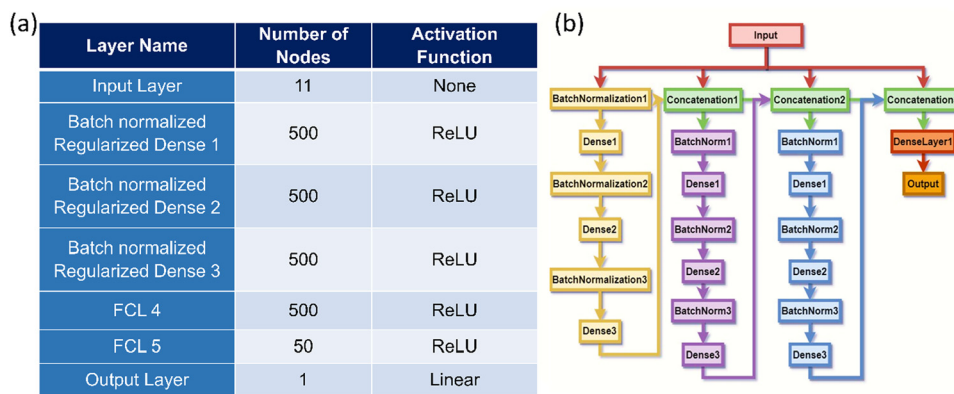 (a)
Layer Name
Number of
Nodes
Activation
Function
Input Layer
11
None
Batch normalized
Regularized Dense 1
500
ReLU
Batch normalized
Regularized Dense 2
500
ReLU
Batch normalized
Regularized Dense 3
500
ReLU
FCL 4
500
ReLU
FCL 5
50
ReLU
Output Layer
1
Linear
(b)
Input
BatchNormalization1
Dense1
BatchNormalization2
Dense2
BatchNormalization3
Dense3
Concatenation1
BatchNorm1
Dense1
BatchNorm2
Dense2
BatchNorm3
Dense3
Concatenation2
BatchNorm1
Dense1
BatchNorm2
Dense2
BatchNorm3
Dense3
Concatenation
DenseLayer1
Output